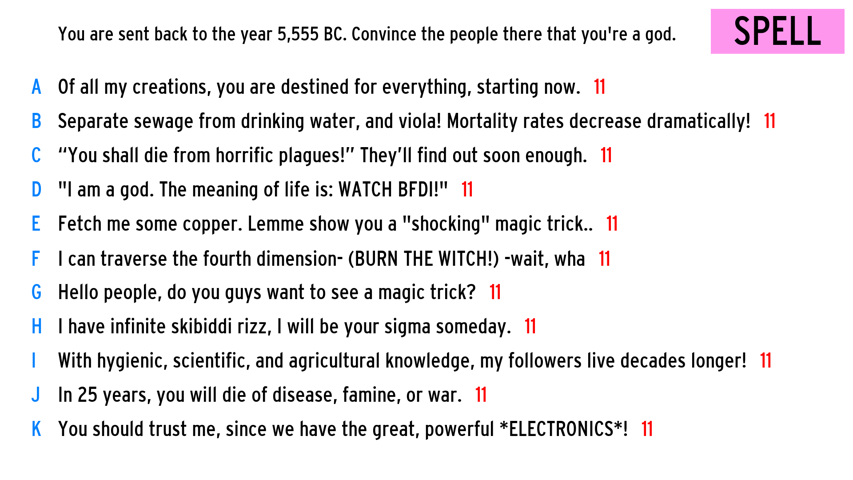 You are sent back to the year 5,555 BC. Convince the people there that you're a god.
SPELL
A Of all my creations, you are destined for everything, starting now. 11
B Separate sewage from drinking water, and viola! Mortality rates decrease dramatically! 11
C “You shall die from horrific plagues!” They’ll find out soon enough. 11
D "I am a god. The meaning of life is: WATCH BFDI!" 11
E Fetch me some copper. Lemme show you a "shocking" magic trick.. 11
F I can traverse the fourth dimension- (BURN THE WITCH!) -wait, wha 11
G Hello people, do you guys want to see a magic trick? 11
H I have infinite skibiddi rizz, I will be your sigma someday. 11
I With hygienic, scientific, and agricultural knowledge, my followers live decades longer! 11
J In 25 years, you will die of disease, famine, or war. 11
K You should trust me, since we have the great, powerful *ELECTRONICS*! 11